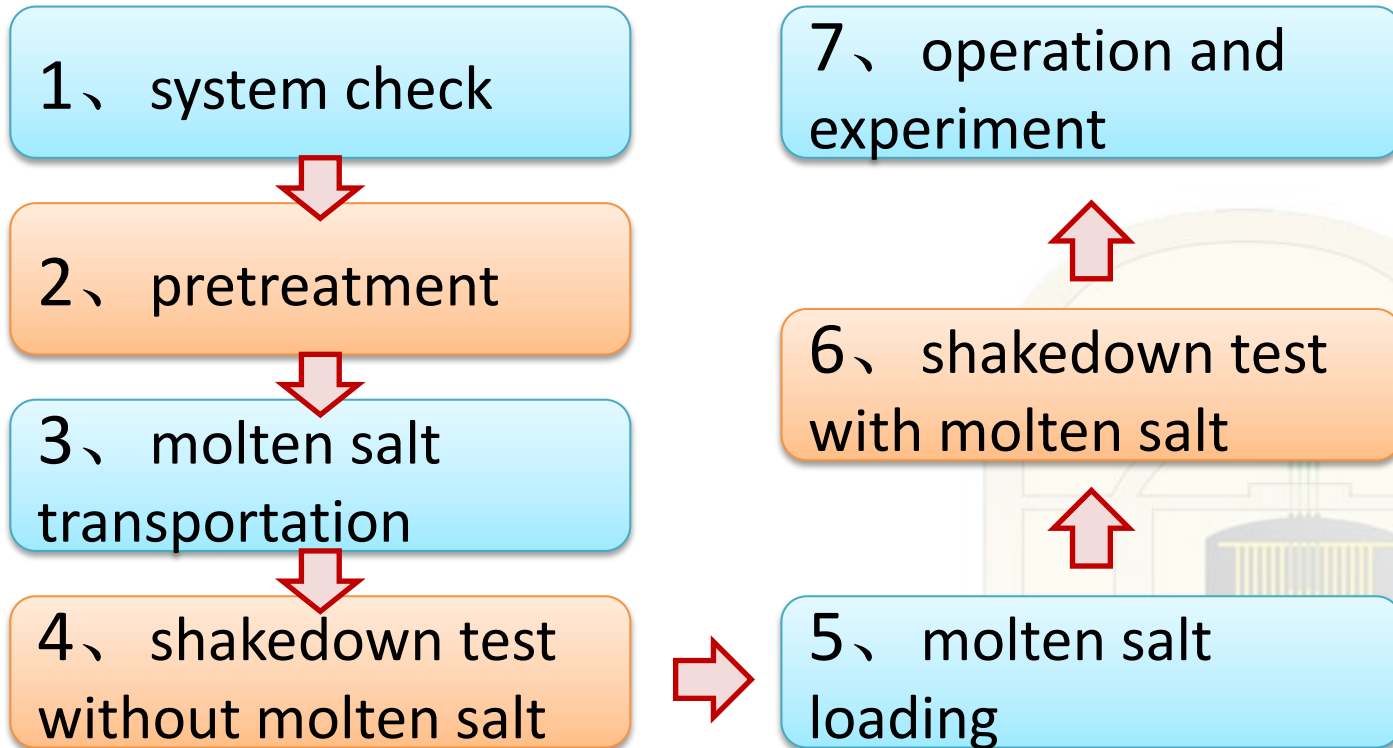 1、 system check
2、 pretreatment
3、 molten salt
transportation
4、 shakedown test
without molten salt
5、 molten salt
loading
6、 shakedown test
with molten salt
7、 operation and
experiment